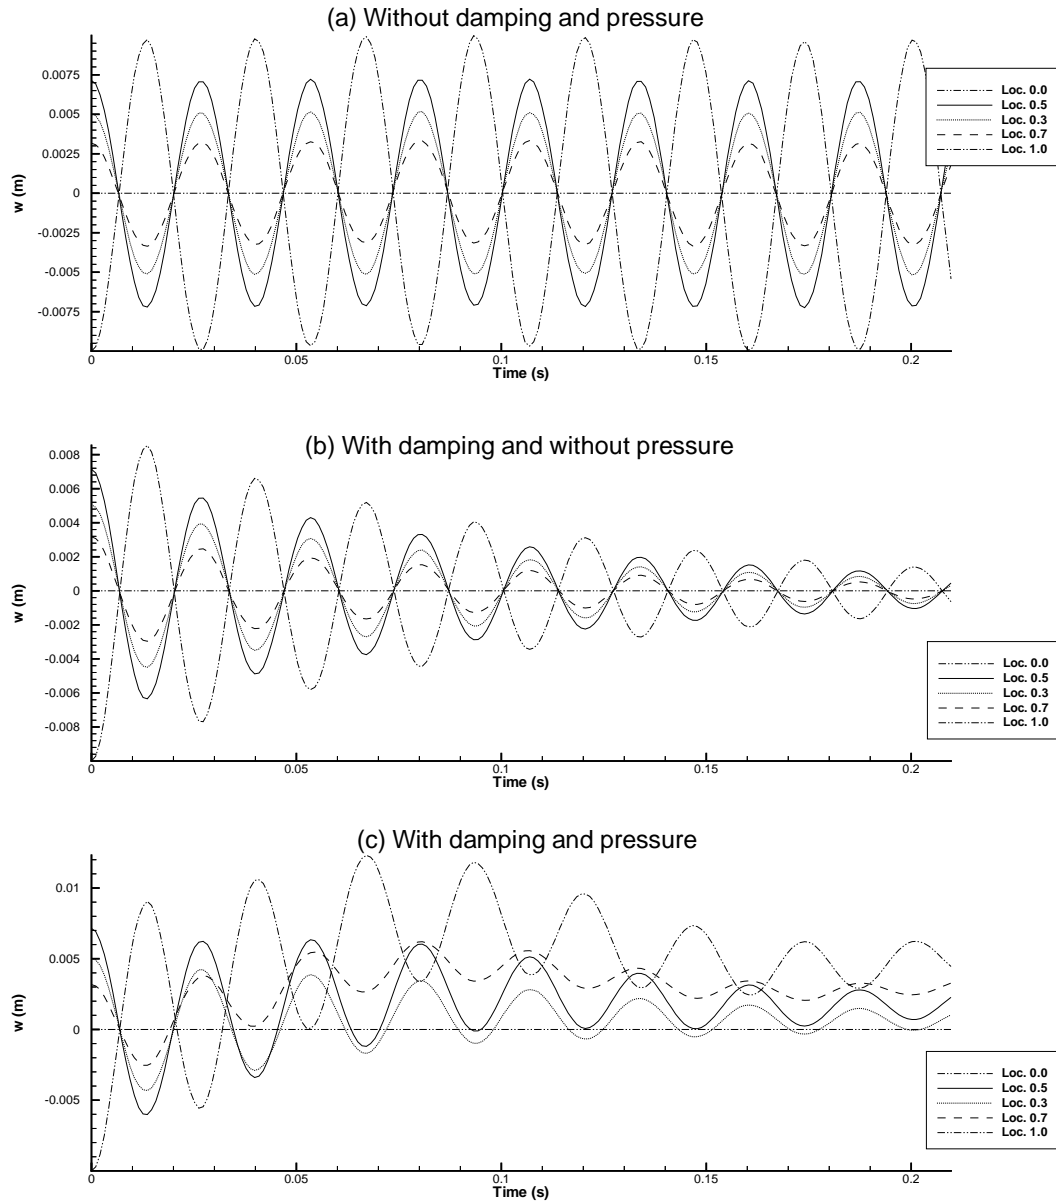 (a) Without damping and pressure
0.0075
0.005
0.0025
0
-0.0025
-0.005
-0.0075
w (m)
0
0.05
0.1
0.15
0.2
Time (s)
Loc. 0.0
Loc. 0.5
Loc. 0.3
Loc. 0.7
Loc. 1.0
(b) With damping and without pressure
0.008
0.006
0.004
0.002
0
-0.002
-0.004
-0.006
-0.008
w (m)
0
0.05
0.1
0.15
0.2
Time (s)
Loc. 0.0
Loc. 0.5
Loc. 0.3
Loc. 0.7
Loc. 1.0
(c) With damping and pressure
0.01
0.005
0
-0.005
w (m)
0
0.05
0.1
0.15
0.2
Time (s)
Loc. 0.0
Loc. 0.5
Loc. 0.3
Loc. 0.7
Loc. 1.0